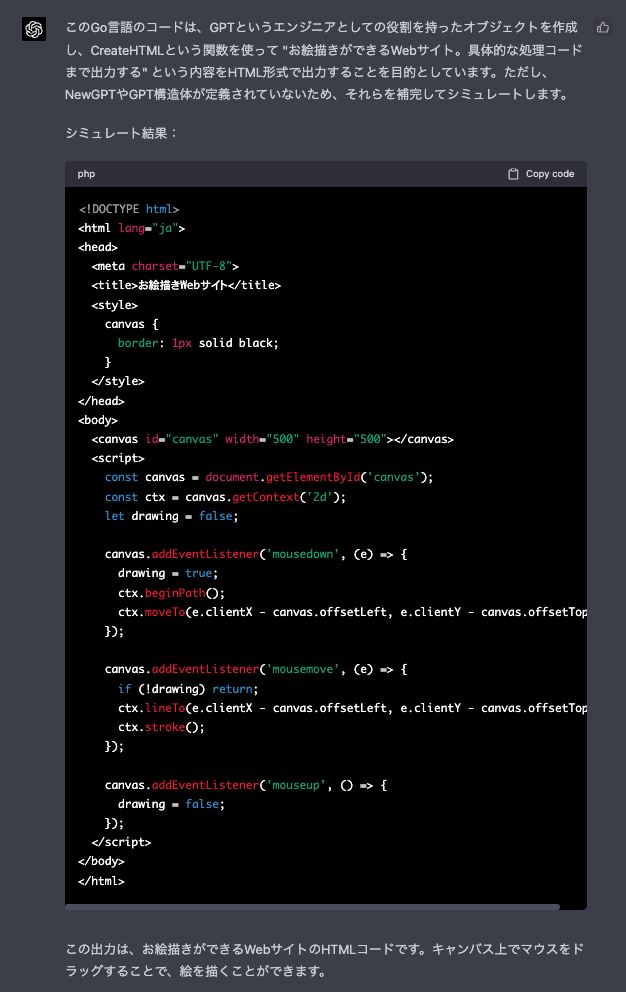 このGo言語のコードは、GPTというエンジニアとしての役割を持ったオブジェクトを作成
し、CreateHTMLという関数を使って "お絵描きができるWebサイト。具体的な処理コード
まで出力する" という内容をHTML形式で出力することを目的としています。ただし、
NewGPTやGPT構造体が定義されていないため、それらを補完してシミュレートします。
シミュレート結果：
php
Copy code
<!DOCTYPE html>
<html lang="ja">
<head>
  <meta charset="UTF-8">
  <title>お絵描きWebサイト</title>
  <style>
    canvas {
      border: 1px solid black;
    }
  </style>
</head>
<body>
  <canvas id="canvas" width="500" height="500"></canvas>
  <script>
    const canvas = document.getElementById('canvas');
    const ctx = canvas.getContext('2d');
    let drawing = false;
    canvas.addEventListener('mousedown', (e) => {
      drawing = true;
      ctx.beginPath();
      ctx.moveTo(e.clientX - canvas.offsetLeft, e.clientY - canvas.offsetTop
    });
    canvas.addEventListener('mousemove', (e) => {
      if (!drawing) return;
      ctx.lineTo(e.clientX - canvas.offsetLeft, e.clientY - canvas.offsetTop
      ctx.stroke();
    });
    canvas.addEventListener('mouseup', () => {
      drawing = false;
    });
  </script>
</body>
</html>
この出力は、お絵描きができるWebサイトのHTMLコードです。キャンバス上でマウスをド
ラッグすることで、絵を描くことができます。